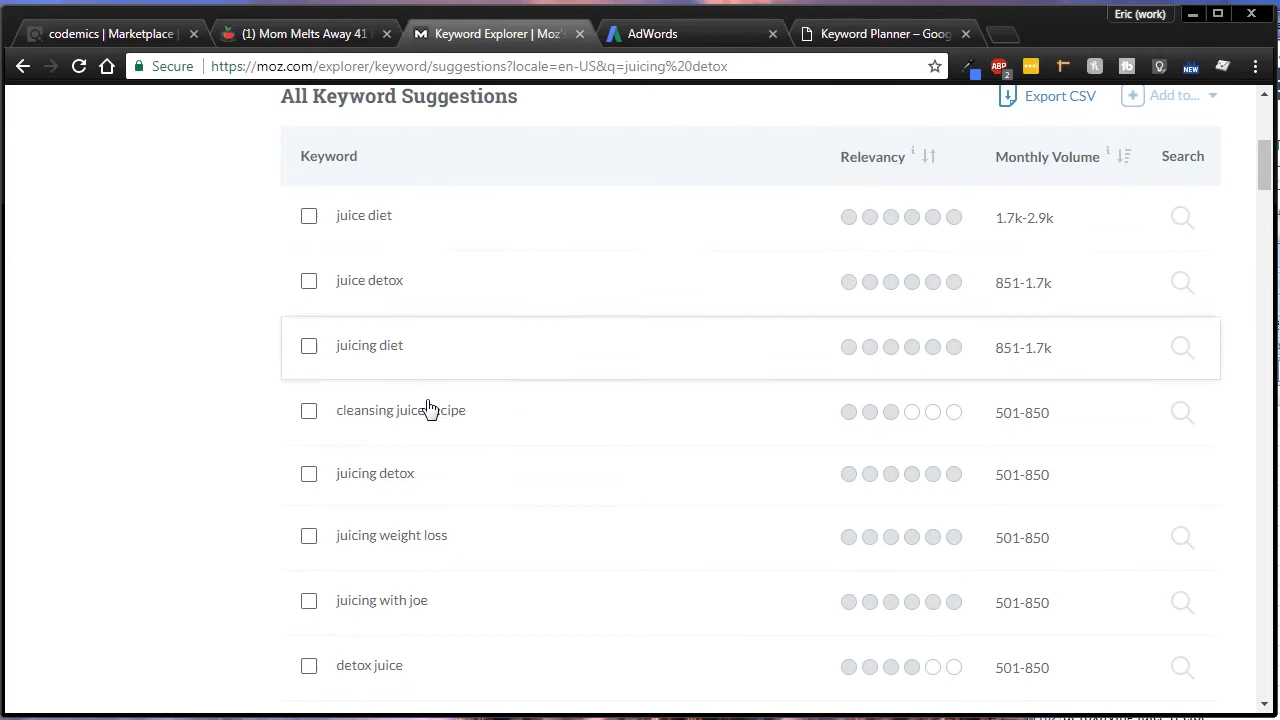 Eric (work)
codemics | Marketplace
(1) Mom Melts Away 41
Keyword Explorer | Moz's
AdWords
Keyword Planner – Goog
Secure
https://moz.com/explorer/keyword/suggestions?locale=en-US&q=juicing%20detox
ABP
2
NEW
All Keyword Suggestions
Export CSV
Add to...
Keyword
Relevancy
Monthly Volume
Search
juice diet
1.7k-2.9k
juice detox
851-1.7k
juicing diet
851-1.7k
cleansing juice recipe
501-850
juicing detox
501-850
juicing weight loss
501-850
juicing with joe
501-850
detox juice
501-850